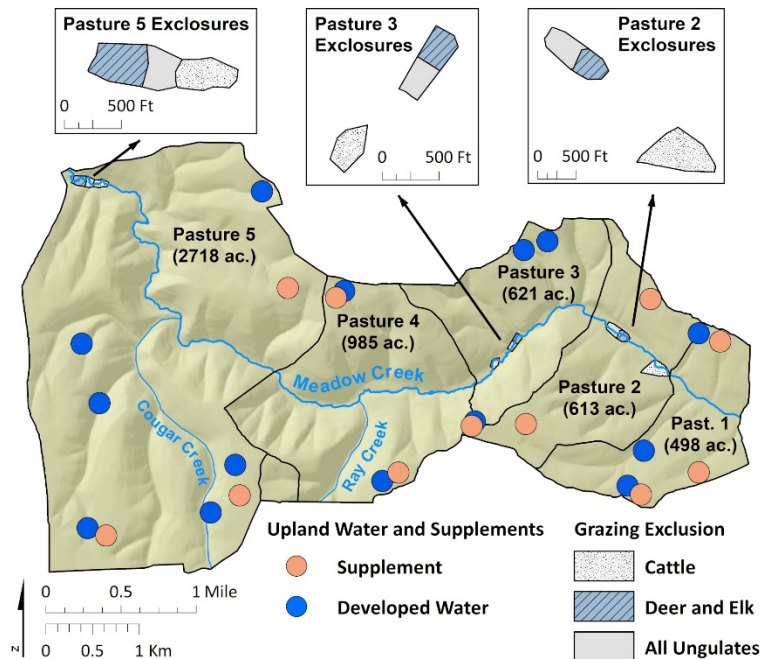 Pasture 5 Exclosures
0 500 Ft
Pasture 3
Exclosures
0 500 Ft
Pasture 2
Exclosures
0 500 Ft
Pasture 5
(2718 ac.)
Pasture 4
(985 ac.)
Pasture 3
(621 ac.)
Pasture 2
(613 ac.)
Past. 1
(498 ac.)
Meadow Creek
Cougar Creek
Ray Creek
Upland Water and Supplements
Supplement
Developed Water
Grazing Exclusion
Cattle
Deer and Elk
All Ungulates
0 0.5 1 Mile
0 0.5 1 Km
N